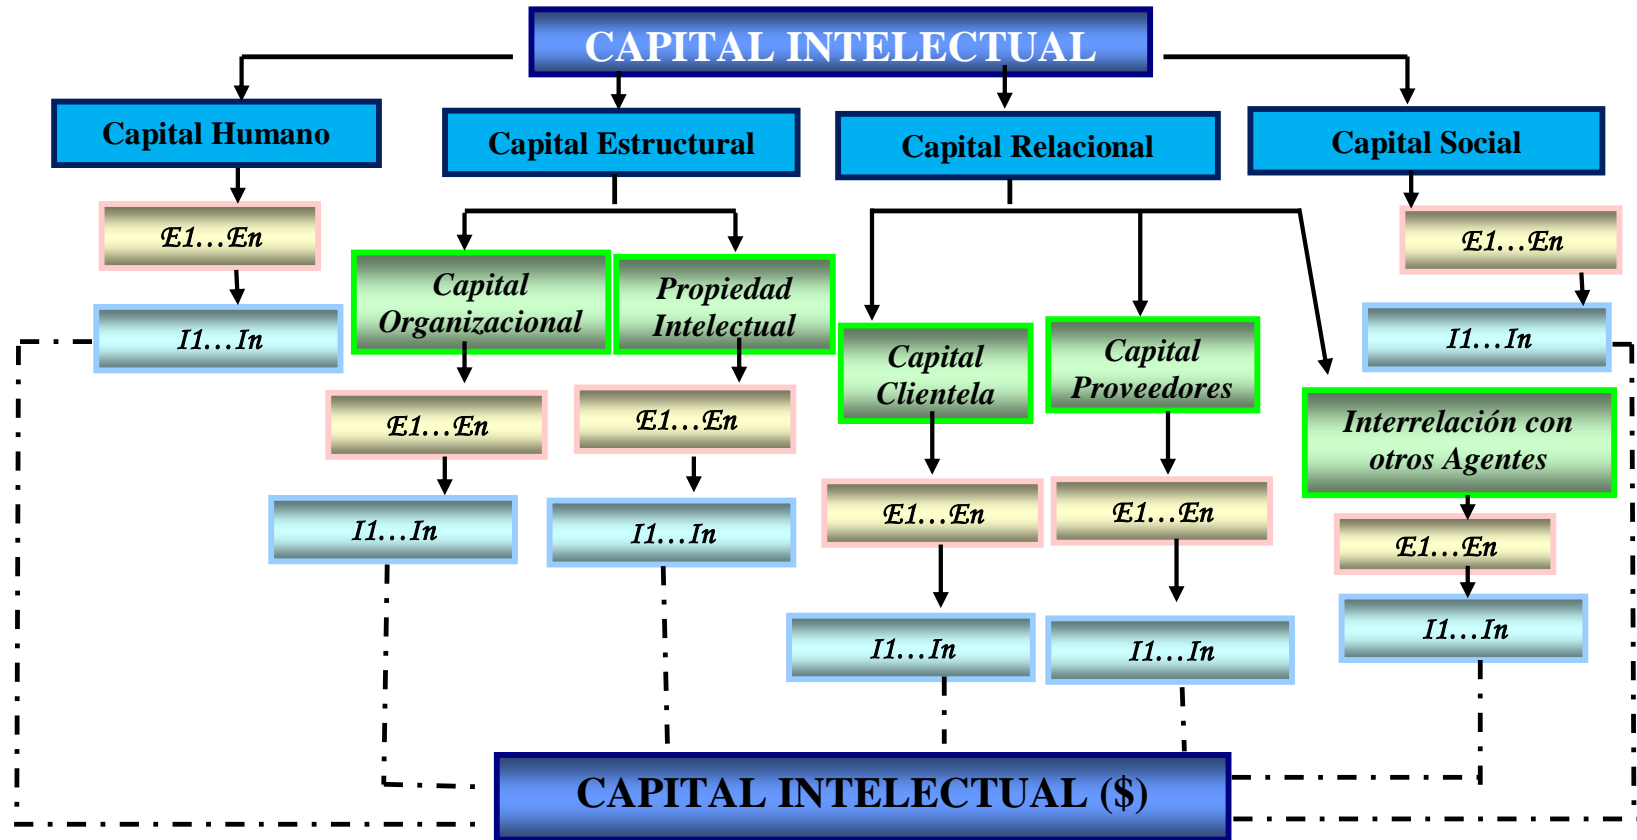 CAPITAL INTELECTUAL
Capital Humano
Capital Estructural
Capital Relacional
Capital Social
E1...En
I1...In
Capital
Organizacional
E1...En
I1...In
Propiedad
Intelectual
E1...En
I1...In
Capital
Clientela
E1...En
I1...In
Capital
Proveedores
E1...En
I1...In
Interrelación con
otros Agentes
E1...En
I1...In
E1...En
I1...In
CAPITAL INTELECTUAL ($)